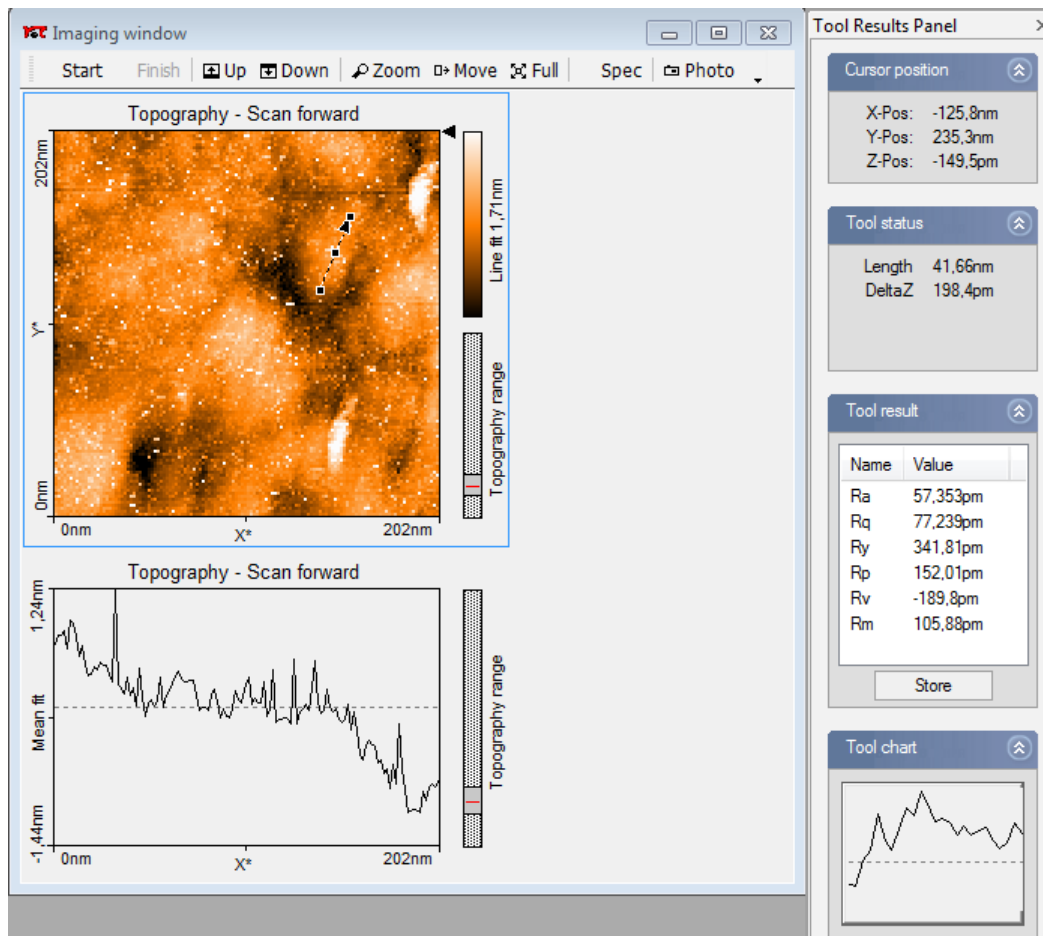 Imaging window
Start Finish Up Down Zoom Move Full Spec Photo
Topography - Scan forward
202nm
Y*
0nm
0nm X* 202nm
Line fit 1,71nm
Topography range
Topography - Scan forward
1,24nm
Mean fit
-1,44nm
0nm X* 202nm
Topography range
Tool Results Panel
Cursor position
X-Pos: -125,8nm
Y-Pos: 235,3nm
Z-Pos: -149,5pm
Tool status
Length 41,66nm
DeltaZ 198,4pm
Tool result
Name Value
Ra 57,353pm
Rq 77,239pm
Ry 341,81pm
Rp 152,01pm
Rv -189,8pm
Rm 105,88pm
Store
Tool chart